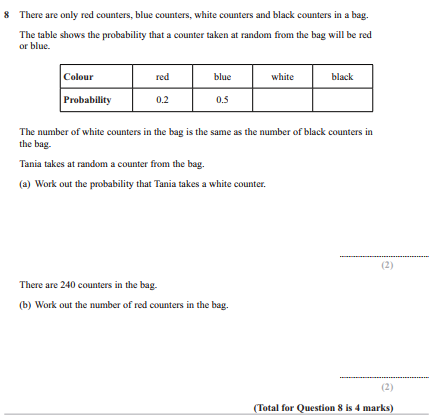 8 There are only red counters, blue counters, white counters and black counters in a bag.
The table shows the probability that a counter taken at random from the bag will be red
or blue.
Colour red blue white black
Probability 0.2 0.5
The number of white counters in the bag is the same as the number of black counters in
the bag.
Tania takes at random a counter from the bag.
(a) Work out the probability that Tania takes a white counter.
(2)
There are 240 counters in the bag.
(b) Work out the number of red counters in the bag.
(2)
(Total for Question 8 is 4 marks)